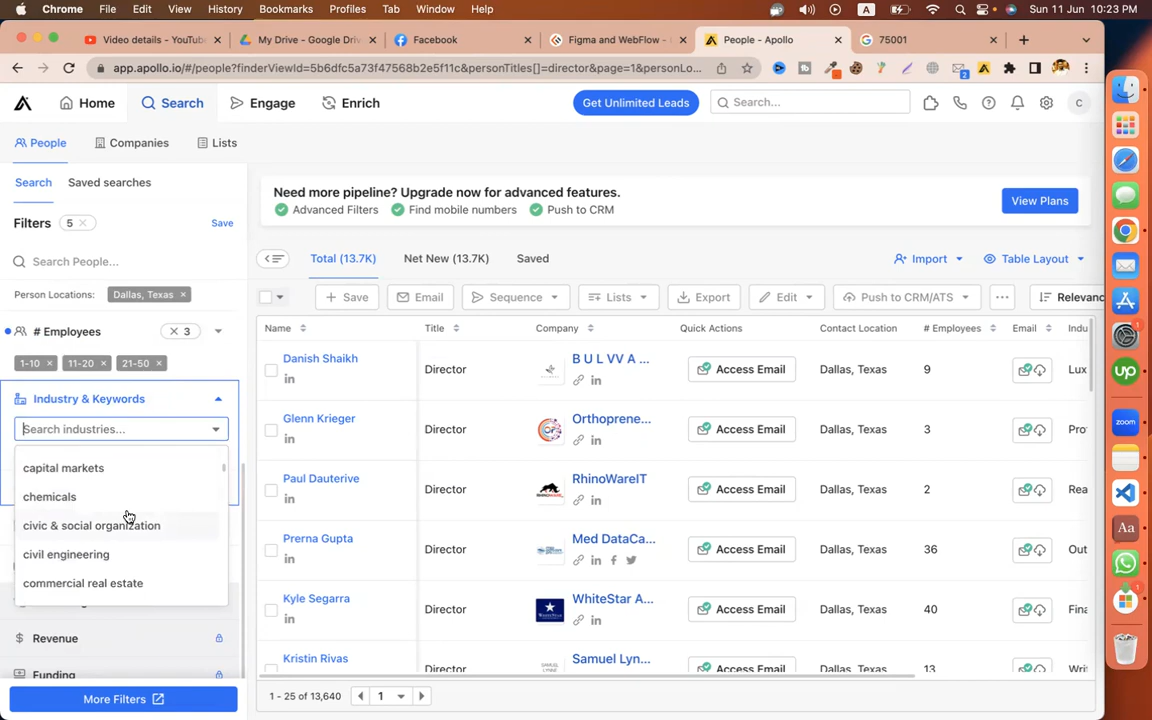 Chrome File Edit View History Bookmarks Profiles Tab Window Help A Sun 11 Jun 10:23 PM
Video details - YouTube My Drive - Google Driv Facebook Figma and WebFlow - People - Apollo 75001
app.apollo.io/#/people?finderViewId=5b6dfc5a73f47568b2e5f11c&personTitles[]=director&page=1&personLo...
Home Search Engage Enrich Get Unlimited Leads Search... C
People Companies Lists
Search Saved searches
Filters 5 Save
Search People...
Person Locations: Dallas, Texas
# Employees 3
1-10 11-20 21-50
Industry & Keywords
Search industries...
capital markets
chemicals
civic & social organization
civil engineering
commercial real estate
Revenue
Funding
More Filters
Need more pipeline? Upgrade now for advanced features.
Advanced Filters Find mobile numbers Push to CRM
View Plans
Total (13.7K) Net New (13.7K) Saved Import Table Layout
Save Email Sequence Lists Export Edit Push to CRM/ATS ... Relevanc
Name Title Company Quick Actions Contact Location # Employees Email Indu
Danish Shaikh Director B U L VV A ... Access Email Dallas, Texas 9 Lux
Glenn Krieger Director Orthoprene... Access Email Dallas, Texas 3 Pro
Paul Dauterive Director RhinoWareIT Access Email Dallas, Texas 2 Rea
Prerna Gupta Director Med DataCa... Access Email Dallas, Texas 36 Out
Kyle Segarra Director WhiteStar A... Access Email Dallas, Texas 40 Fina
Kristin Rivas Director Samuel Lyn... Access Email Dallas, Texas 13 Writ
1 - 25 of 13,640 1